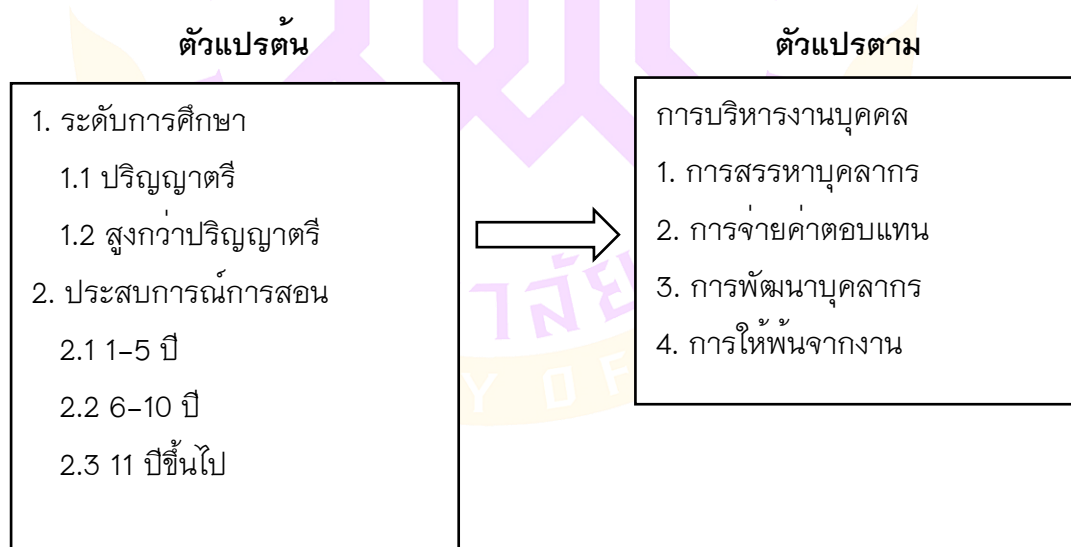 ตัวแปรต้น
1. ระดับการศึกษา
1.1 ปริญญาตรี
1.2 สูงกว่าปริญญาตรี
2. ประสบการณ์การสอน
2.1 1–5 ปี
2.2 6–10 ปี
2.3 11 ปีขึ้นไป
ตัวแปรตาม
การบริหารงานบุคคล
1. การสรรหาบุคลากร
2. การจ่ายค่าตอบแทน
3. การพัฒนาบุคลากร
4. การให้พ้นจากงาน